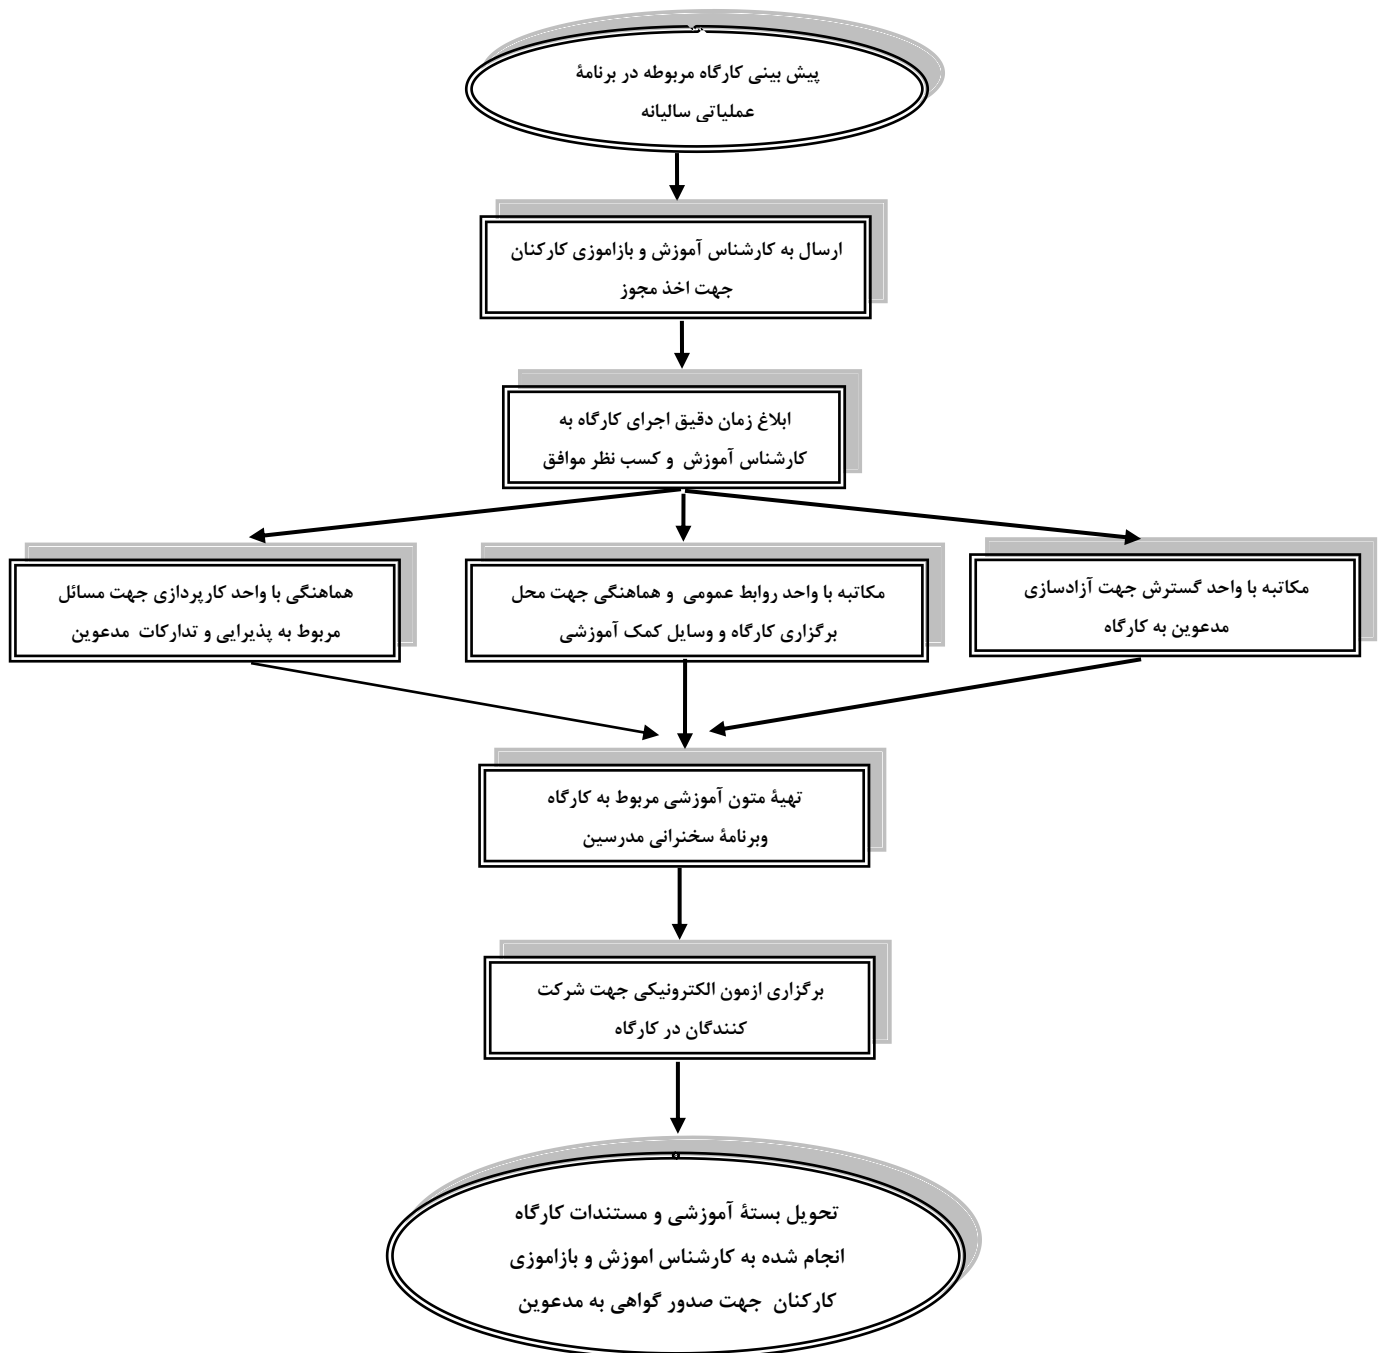 پیش بینی کارگاه مربوطه در برنامۀ
عملیاتی سالیانه
ارسال به کارشناس آموزش و بازاموزی کارکنان
جهت اخذ مجوز
ابلاغ زمان دقیق اجرای کارگاه به
کارشناس آموزش و کسب نظر موافق
مکاتبه با واحد گسترش جهت آزادسازی
مدعوین به کارگاه
مکاتبه با واحد روابط عمومی و هماهنگی جهت محل
برگزاری کارگاه و وسایل کمک آموزشی
هماهنگی با واحد کارپردازی جهت مسائل
مربوط به پذیرایی و تدارکات مدعوین
تهیۀ متون آموزشی مربوط به کارگاه
وبرنامۀ سخنرانی مدرسین
برگزاری ازمون الکترونیکی جهت شرکت
کنندگان در کارگاه
تحویل بستۀ آموزشی و مستندات کارگاه
انجام شده به کارشناس اموزش و بازاموزی
کارکنان جهت صدور گواهی به مدعوین